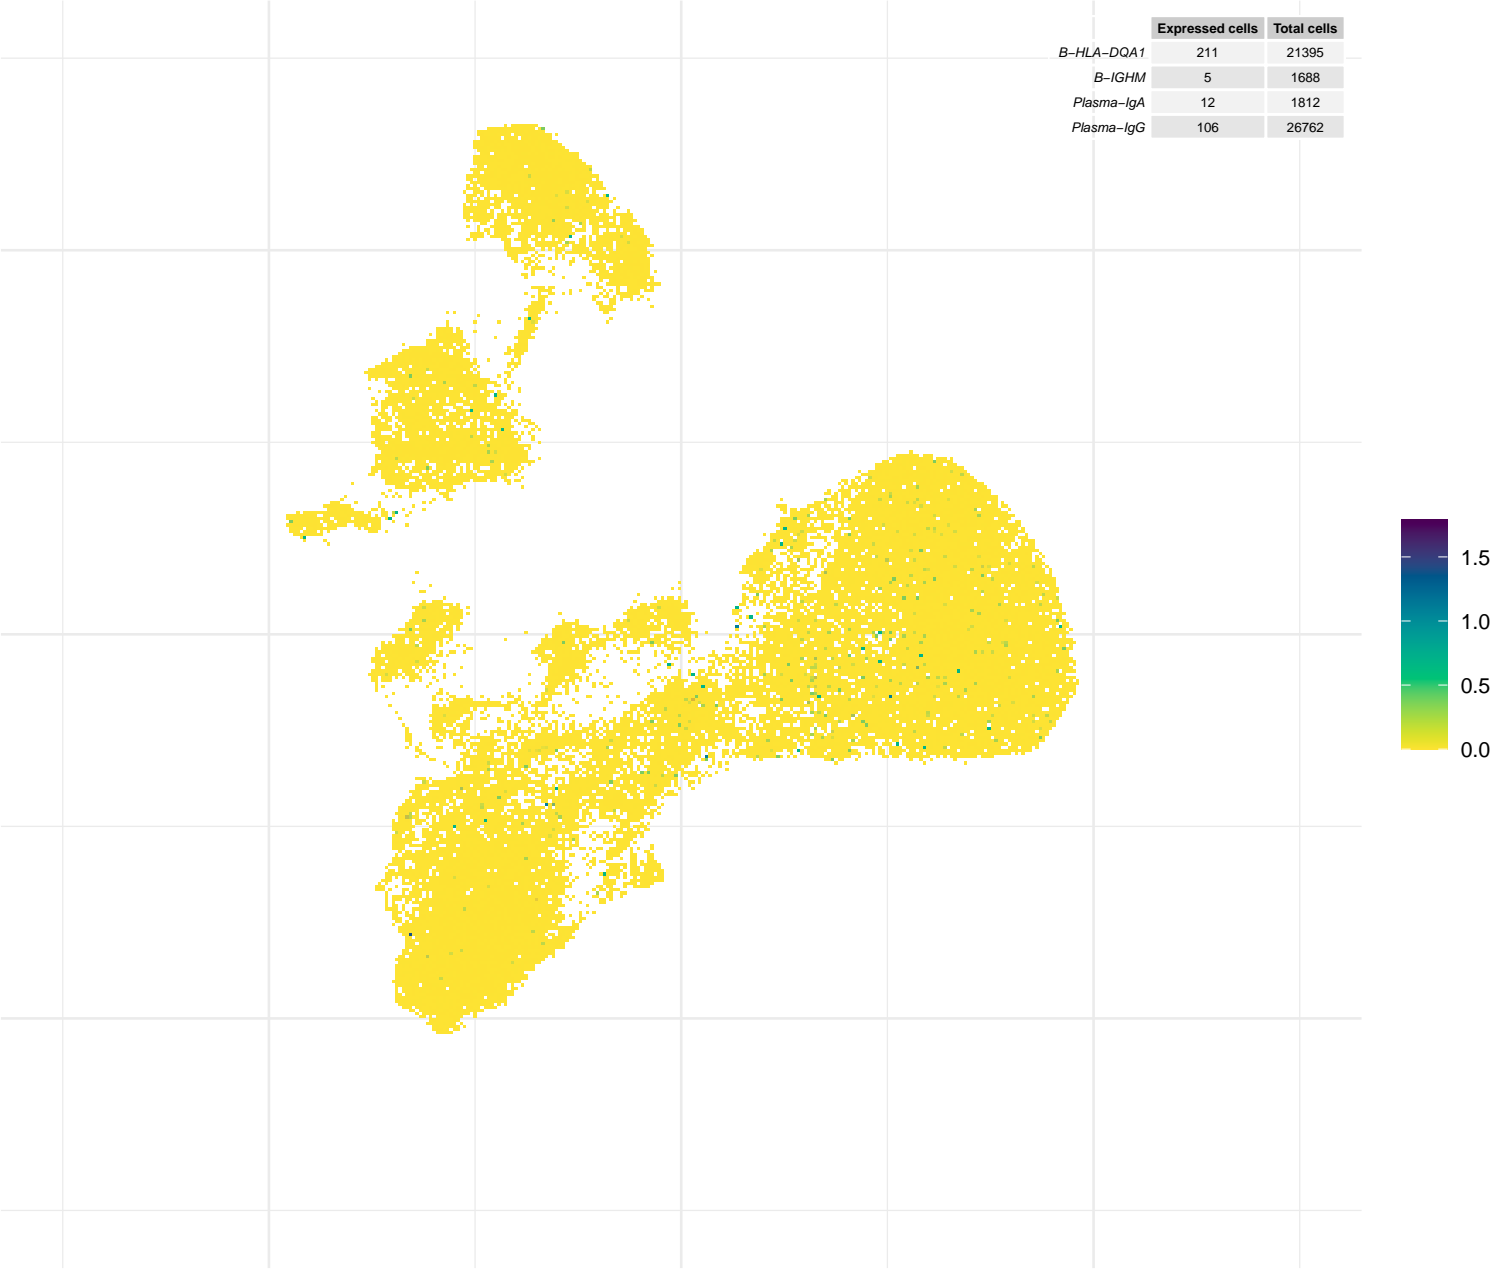 Expressed cells Total cells
B−HLA−DQA1 211 21395
B−IGHM 5 1688
Plasma−IgA 12 1812
Plasma−IgG 106 26762
1.5
1.0
0.5
0.0